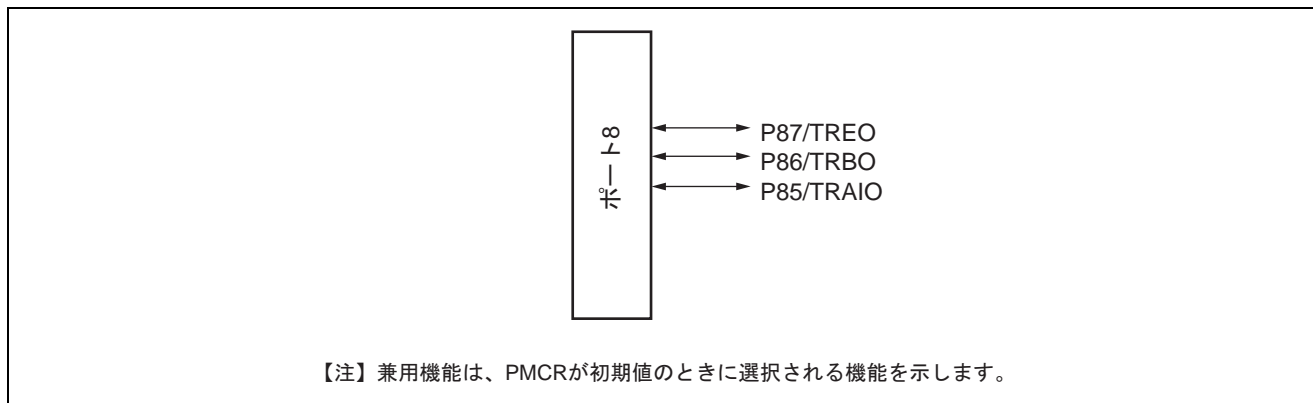 ポート8
P87/TREO
P86/TRBO
P85/TRAIO
【注】兼用機能は、PMCRが初期値のときに選択される機能を示します。